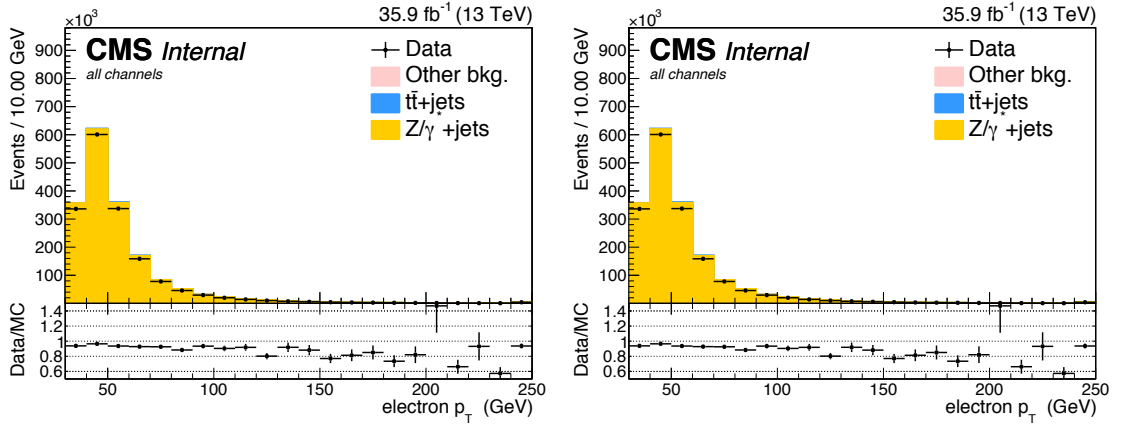 ×10³ 35.9 fb⁻¹ (13 TeV)
CMS Internal
all channels
Data
Other bkg.
tt̄+jets
Z/γ* +jets
Events / 10.00 GeV
900
800
700
600
500
400
300
200
100
Data/MC
1.4
1.2
1
0.8
0.6
50 100 150 200 250
electron p_T (GeV)
×10³ 35.9 fb⁻¹ (13 TeV)
CMS Internal
all channels
Data
Other bkg.
tt̄+jets
Z/γ* +jets
Events / 10.00 GeV
900
800
700
600
500
400
300
200
100
Data/MC
1.4
1.2
1
0.8
0.6
50 100 150 200 250
electron p_T (GeV)